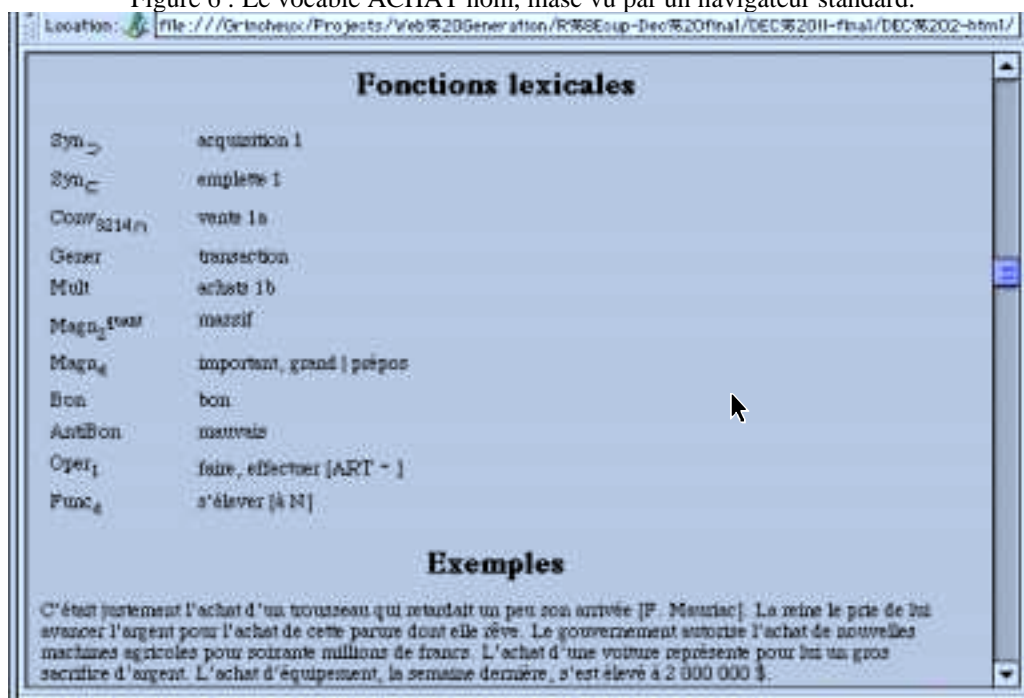 Figure 6 : Le vocable ACHAT nom, masc vu par un navigateur standard.
Location: file:///Grincheux/Projects/Web%20Generation/R%8Ecup-Dec%20final/DEC%20II-final/DEC%202-html/
Fonctions lexicales
Syn⊃ acquisition 1
Syn⊂ emplette 1
Conv3214∩ vente 1a
Gener transaction
Mult achats 1b
Magn2quant massif
Magn4 important, grand | prépos
Bon bon
AntiBon mauvais
Oper1 faire, effectuer [ART ~ ]
Func4 s'élever [à N]
Exemples
C'était justement l'achat d'un trousseau qui retardait un peu son arrivée [F. Mauriac]. La reine le prie de lui
avancer l'argent pour l'achat de cette parure dont elle rêve. Le gouvernement autorise l'achat de nouvelles
machines agricoles pour soixante millions de francs. L'achat d'une voiture représente pour lui un gros
sacrifice d'argent. L'achat d'équipement, la semaine dernière, s'est élevé à 2 000 000 $.